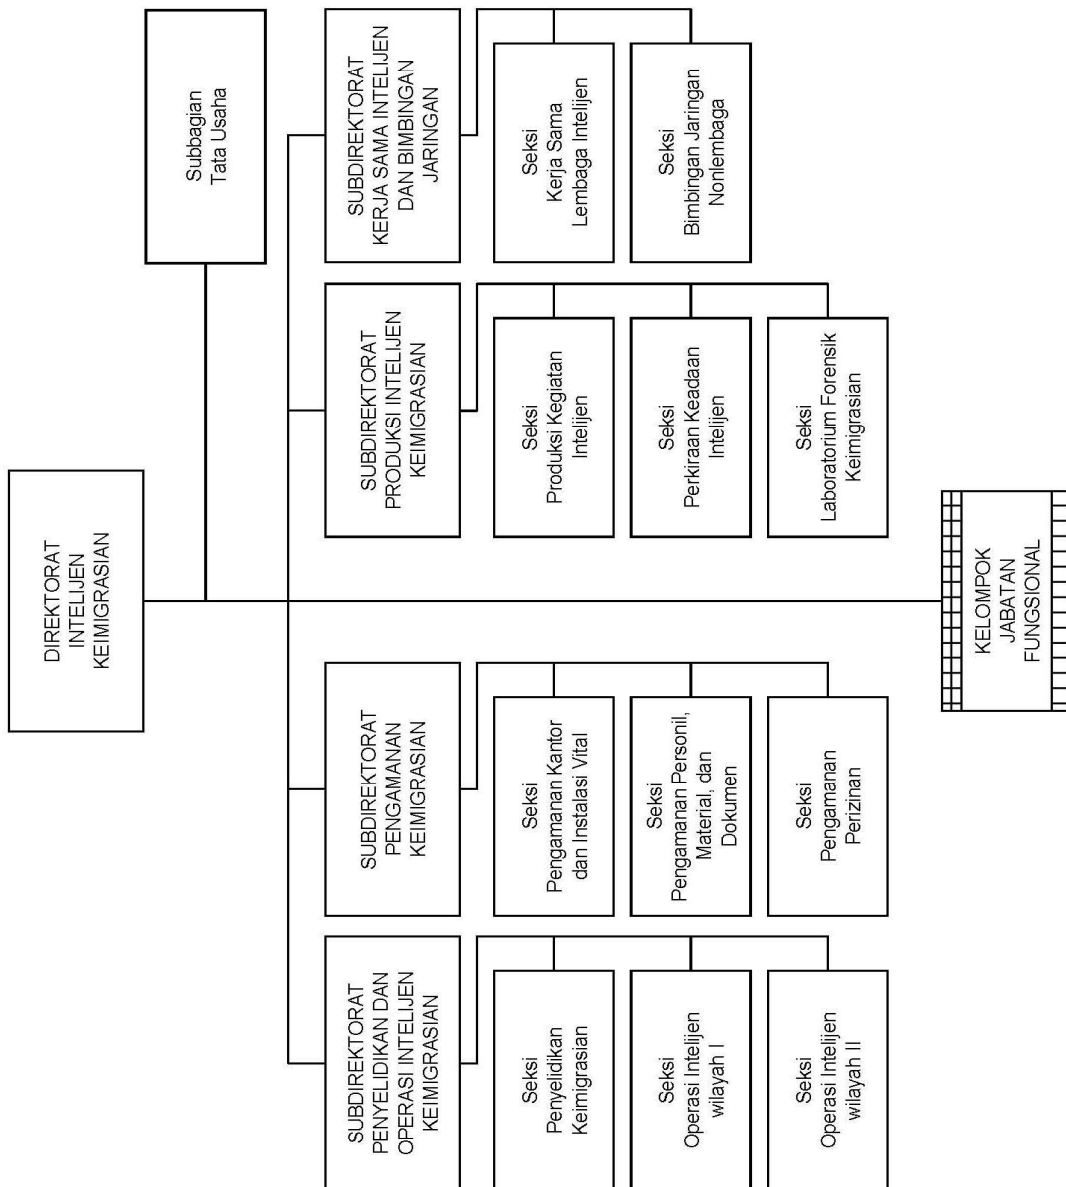 DIREKTORAT
INTELIJEN
KEIMIGRASIAN
Subbagian
Tata Usaha
SUBDIREKTORAT
PENYELIDIKAN DAN
OPERASI INTELIJEN
KEIMIGRASIAN
Seksi
Penyelidikan
Keimigrasian
Seksi
Operasi Intelijen
wilayah I
Seksi
Operasi Intelijen
wilayah II
SUBDIREKTORAT
PENGAMANAN
KEIMIGRASIAN
Seksi
Pengamanan Kantor
dan Instalasi Vital
Seksi
Pengamanan Personil,
Material, dan
Dokumen
Seksi
Pengamanan
Perizinan
SUBDIREKTORAT
PRODUKSI INTELIJEN
KEIMIGRASIAN
Seksi
Produksi Kegiatan
Intelijen
Seksi
Perkiraan Keadaan
Intelijen
Seksi
Laboratorium Forensik
Keimigrasian
SUBDIREKTORAT
KERJA SAMA INTELIJEN
DAN BIMBINGAN
JARINGAN
Seksi
Kerja Sama
Lembaga Intelijen
Seksi
Bimbingan Jaringan
Nonlembaga
KELOMPOK
JABATAN
FUNGSIONAL